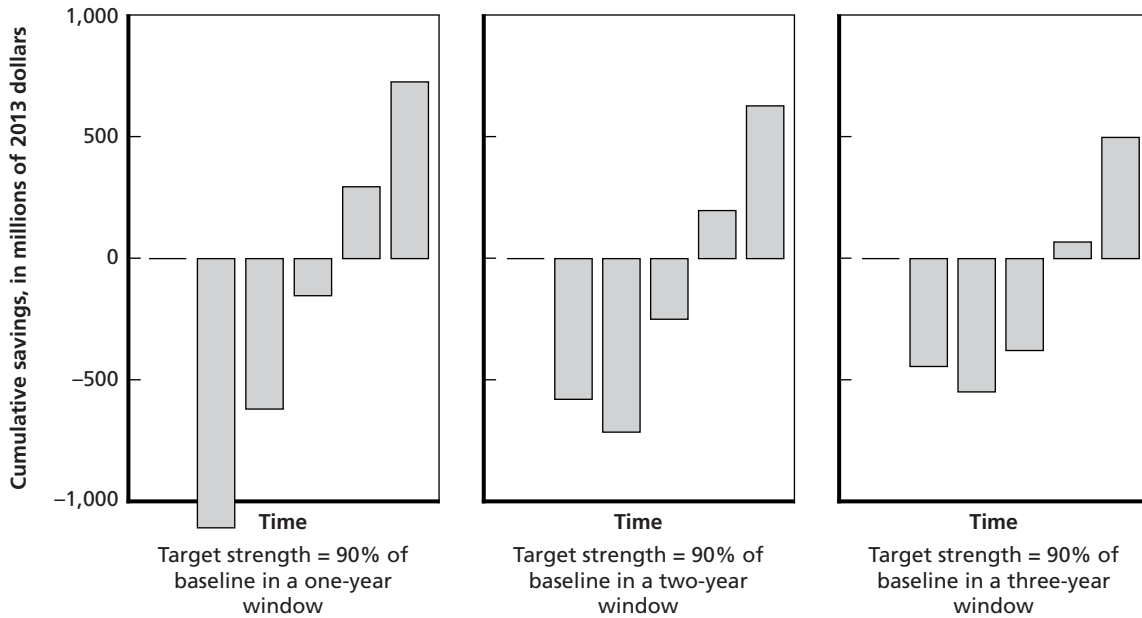 Cumulative savings, in millions of 2013 dollars
1,000
500
0
–500
–1,000
Time
Target strength = 90% of
baseline in a one-year
window
Time
Target strength = 90% of
baseline in a two-year
window
Time
Target strength = 90% of
baseline in a three-year
window